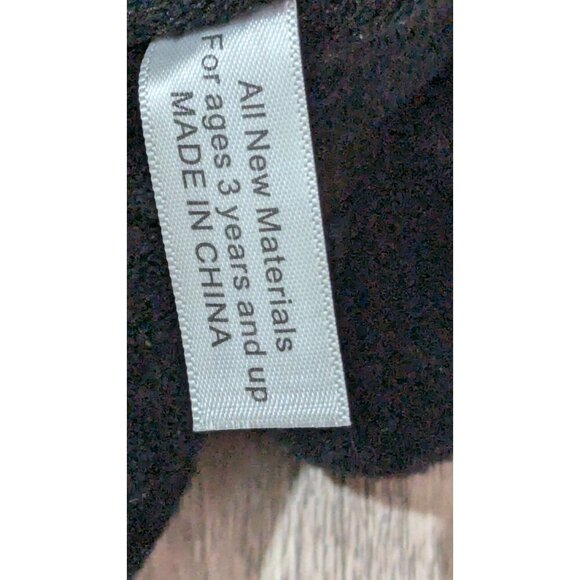 All New Materials
For ages 3 years and up
MADE IN CHINA